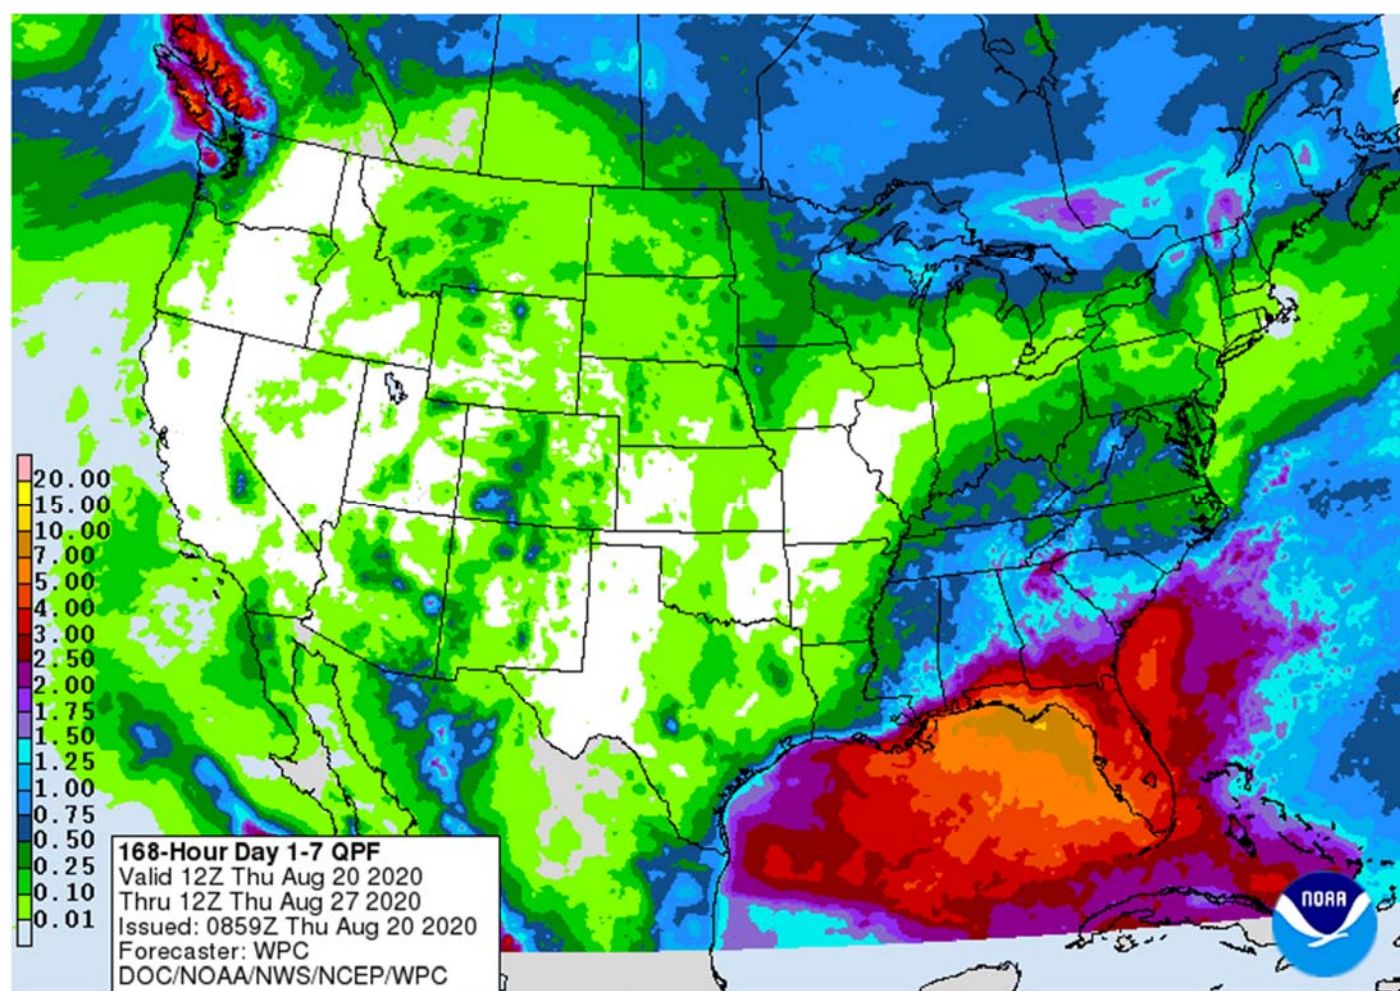 20.00
15.00
10.00
7.00
5.00
4.00
3.00
2.50
2.00
1.75
1.50
1.25
1.00
0.75
0.50
0.25
0.10
0.01
168-Hour Day 1-7 QPF
Valid 12Z Thu Aug 20 2020
Thru 12Z Thu Aug 27 2020
Issued: 0859Z Thu Aug 20 2020
Forecaster: WPC
DOC/NOAA/NWS/NCEP/WPC
NOAA